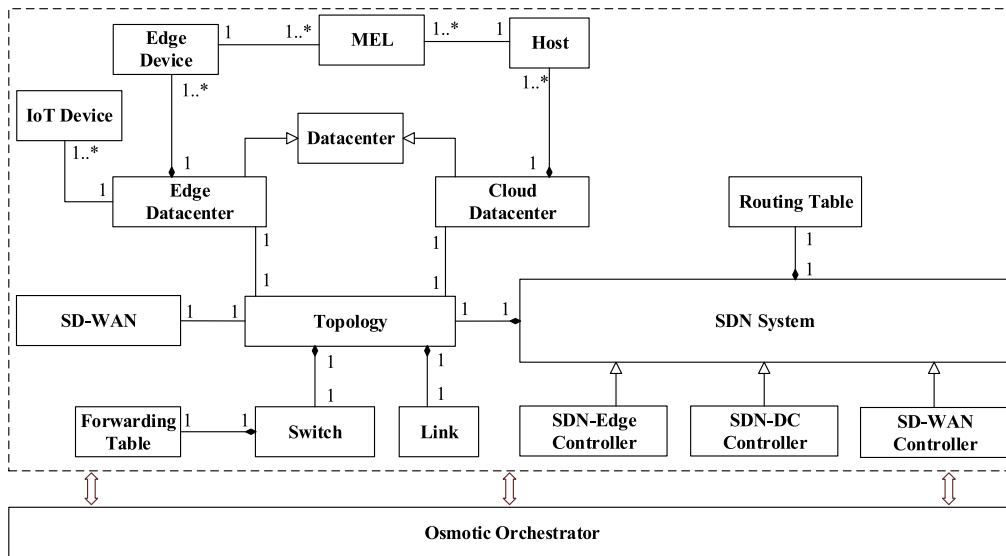 Edge
Device
1
1..*
MEL
1..*
1
Host
1..*
1..*
IoT Device
1..*
Datacenter
1
1
1
Edge
Datacenter
Cloud
Datacenter
Routing Table
1
1
1
1
1
1
SD-WAN
1
1
Topology
1
1
SDN System
1
1
1
1
Forwarding
Table
1
1
Switch
Link
SDN-Edge
Controller
SDN-DC
Controller
SD-WAN
Controller
Osmotic Orchestrator